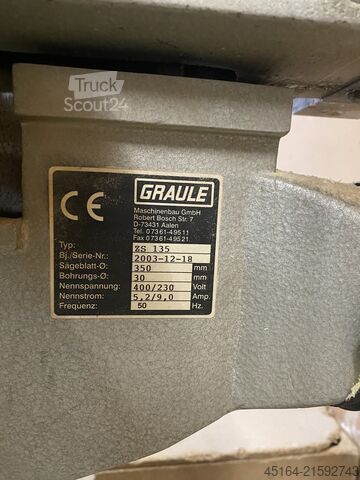 Truck
Scout24
CE
GRAULE
Maschinenbau GmbH
Robert Bosch Str. 7
D-73431 Aalen
Tel. 07361-49511
Fax 07361-49521
Typ: ZS 135
Bj./Serie-Nr.: 2003-12-18
Sägeblatt-Ø: 350 mm
Bohrungs-Ø: 30 mm
Nennspannung: 400/230 Volt
Nennstrom: 5,2/9,0 Amp.
Frequenz: 50 Hz.
45164-21592743